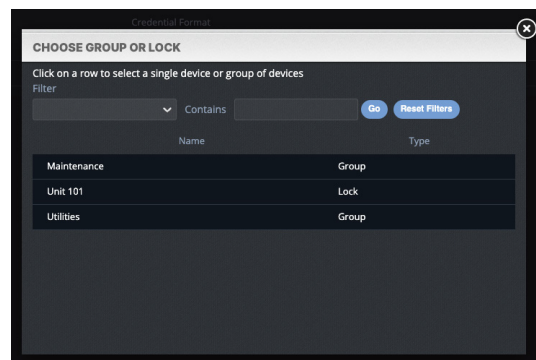 Credential Format
CHOOSE GROUP OR LOCK
Click on a row to select a single device or group of devices
Filter
Contains Go Reset Filters
Name Type
Maintenance Group
Unit 101 Lock
Utilities Group